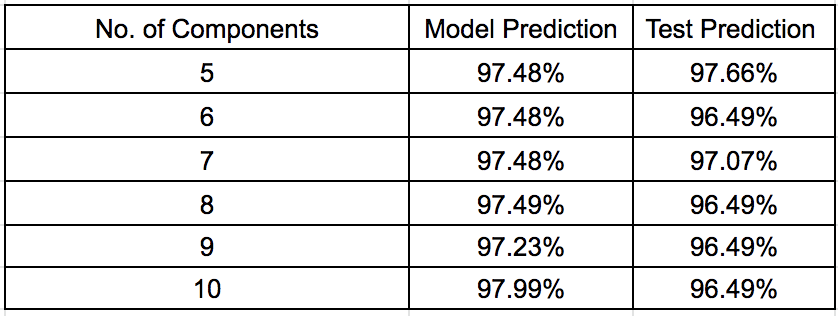 No. of Components Model Prediction Test Prediction
5 97.48% 97.66%
6 97.48% 96.49%
7 97.48% 97.07%
8 97.49% 96.49%
9 97.23% 96.49%
10 97.99% 96.49%